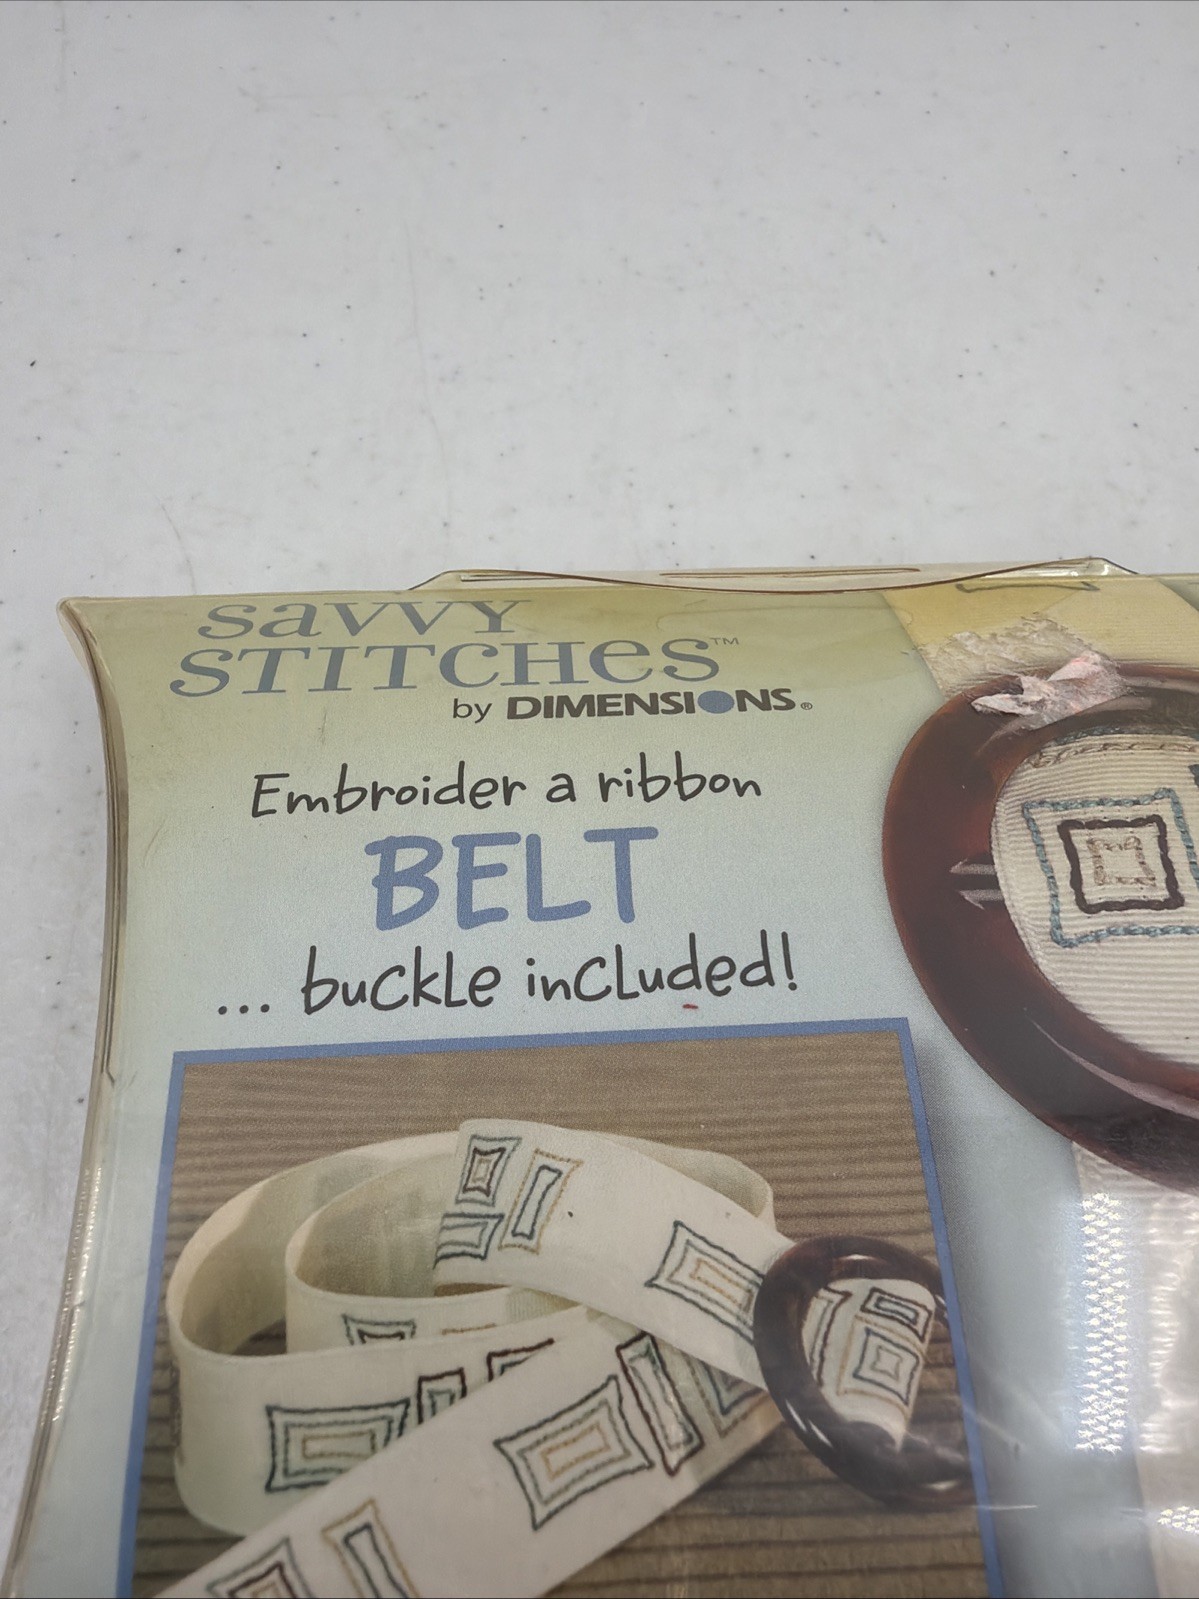 savvy
STITCHes™
by DIMENSIONS®
Embroider a ribbon
BELT
... buckle included!